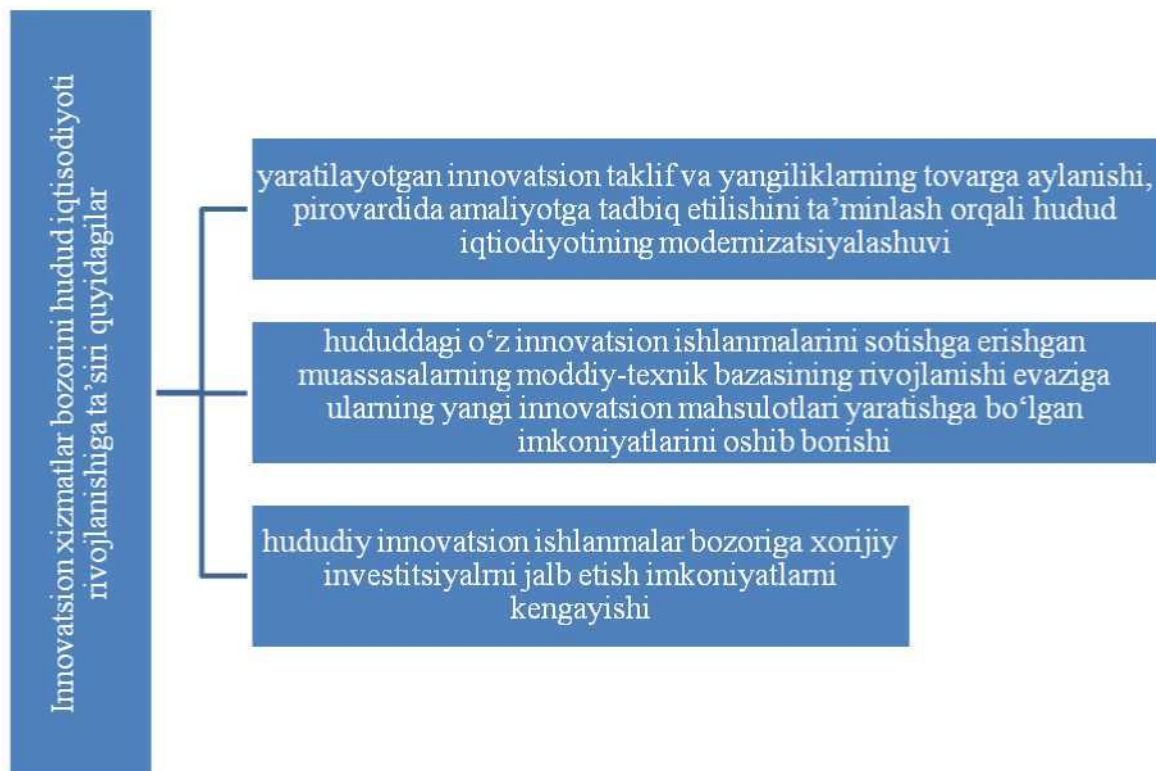 Innovatsion xizmatlar bozorini hudud iqtisodiyoti
rivojlanishiga ta’siri quyidagilar
yaratilayotgan innovatsion taklif va yangiliklarning tovarga aylanishi,
pirovardida amaliyotga tadbiq etilishini ta’minlash orqali hudud
iqtiodiyotining modernizatsiyalashuvi
hududdagi o‘z innovatsion ishlanmalarini sotishga erishgan
muassasalarning moddiy-texnik bazasining rivojlanishi evaziga
ularning yangi innovatsion mahsulotlari yaratishga bo‘lgan
imkoniyatlarini oshib borishi
hududiy innovatsion ishlanmalar bozoriga xorijiy
investitsiyalrni jalb etish imkoniyatlarni
kengayishi